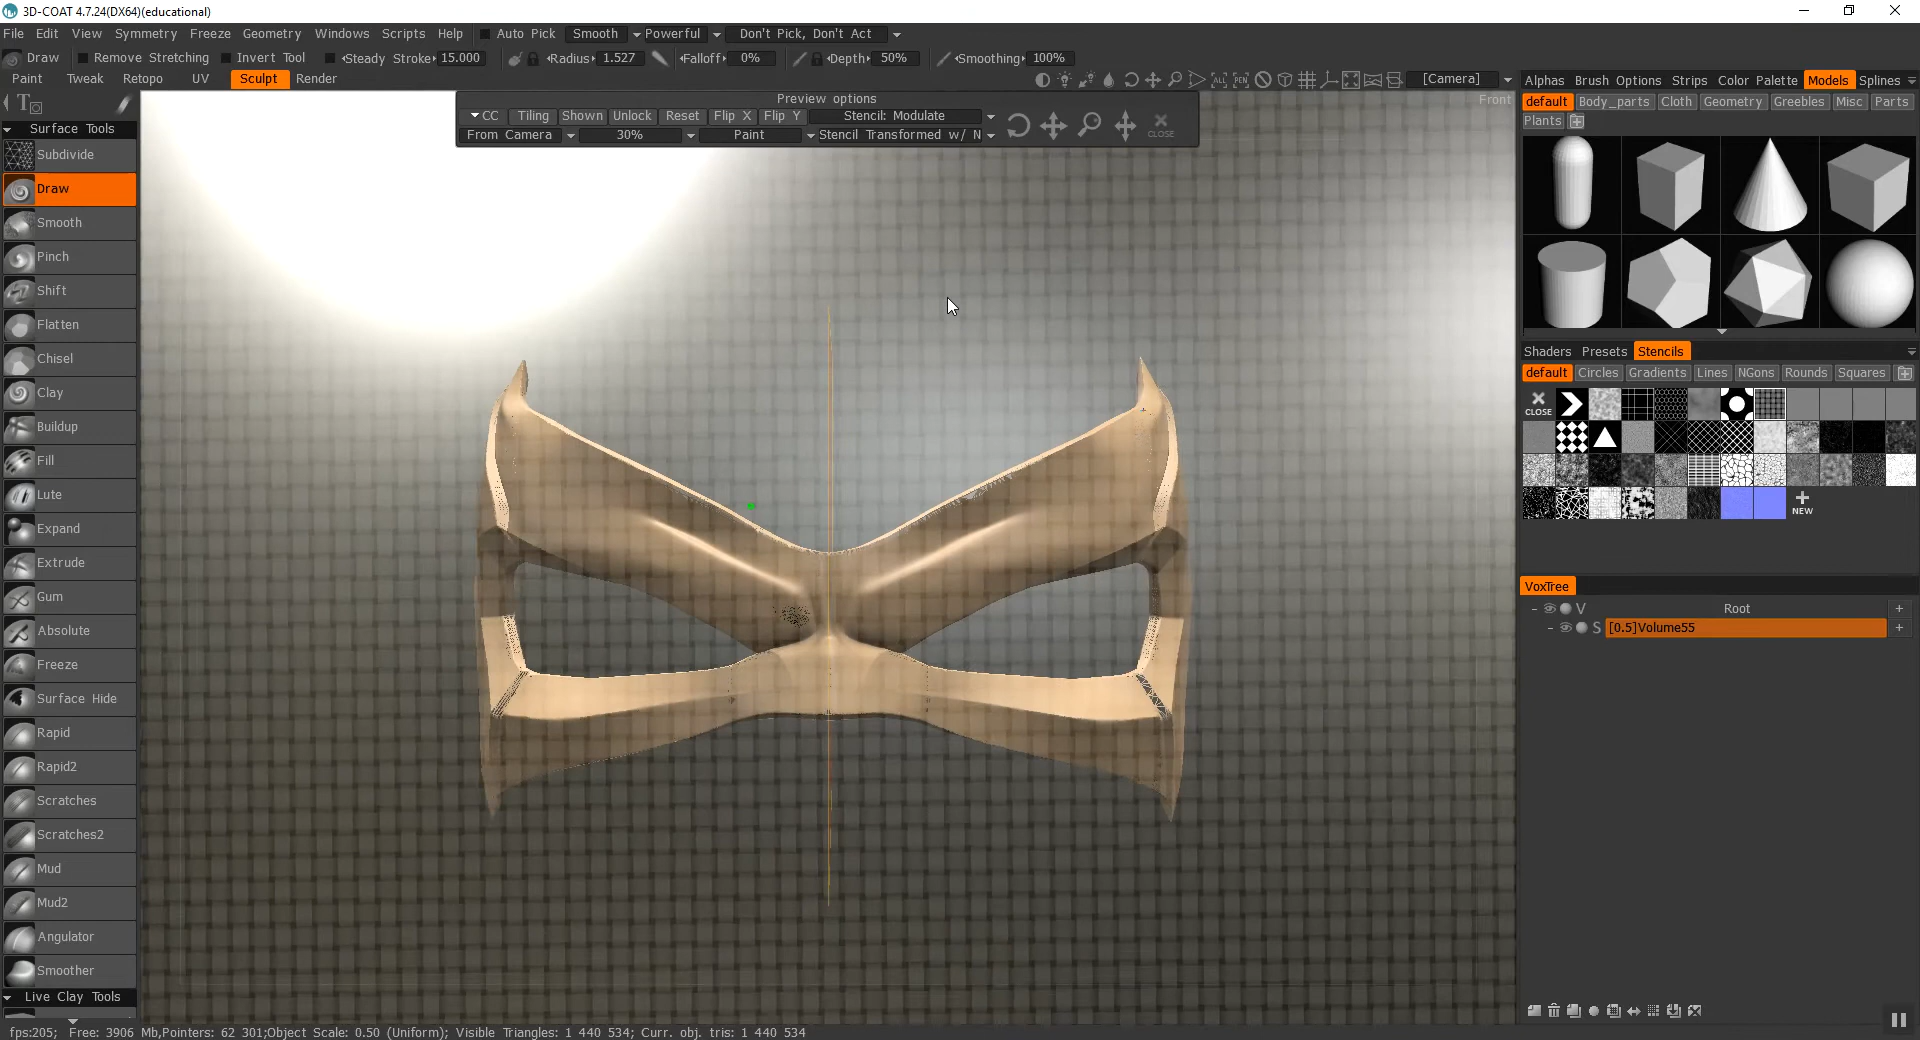 3D-COAT 4.7.24(DX64)(educational)
File Edit View Symmetry Freeze Geometry Windows Scripts Help Auto Pick Smooth Powerful Don't Pick, Don't Act
Draw Remove Stretching Invert Tool Steady Stroke 15.000 Radius 1.527 Falloff 0% Depth 50% Smoothing 100%
Paint Tweak Retopo UV Sculpt Render ALL PEN [Camera]
Front
Preview options
CC Tiling Shown Unlock Reset Flip X Flip Y Stencil: Modulate
From Camera 30% Paint Stencil Transformed w/ N
CLOSE
Surface Tools
Subdivide
Draw
Smooth
Pinch
Shift
Flatten
Chisel
Clay
Buildup
Fill
Lute
Expand
Extrude
Gum
Absolute
Freeze
Surface Hide
Rapid
Rapid2
Scratches
Scratches2
Mud
Mud2
Angulator
Smoother
Live Clay Tools
Alphas Brush Options Strips Color Palette Models Splines
default Body_parts Cloth Geometry Greebles Misc Parts
Plants
Shaders Presets Stencils
default Circles Gradients Lines NGons Rounds Squares
CLOSE
NEW
VoxTree
V Root +
S [0.5]Volume55 +
fps:205; Free: 3906 Mb,Pointers: 62 301;Object Scale: 0.50 (Uniform); Visible Triangles: 1 440 534; Curr. obj. tris: 1 440 534